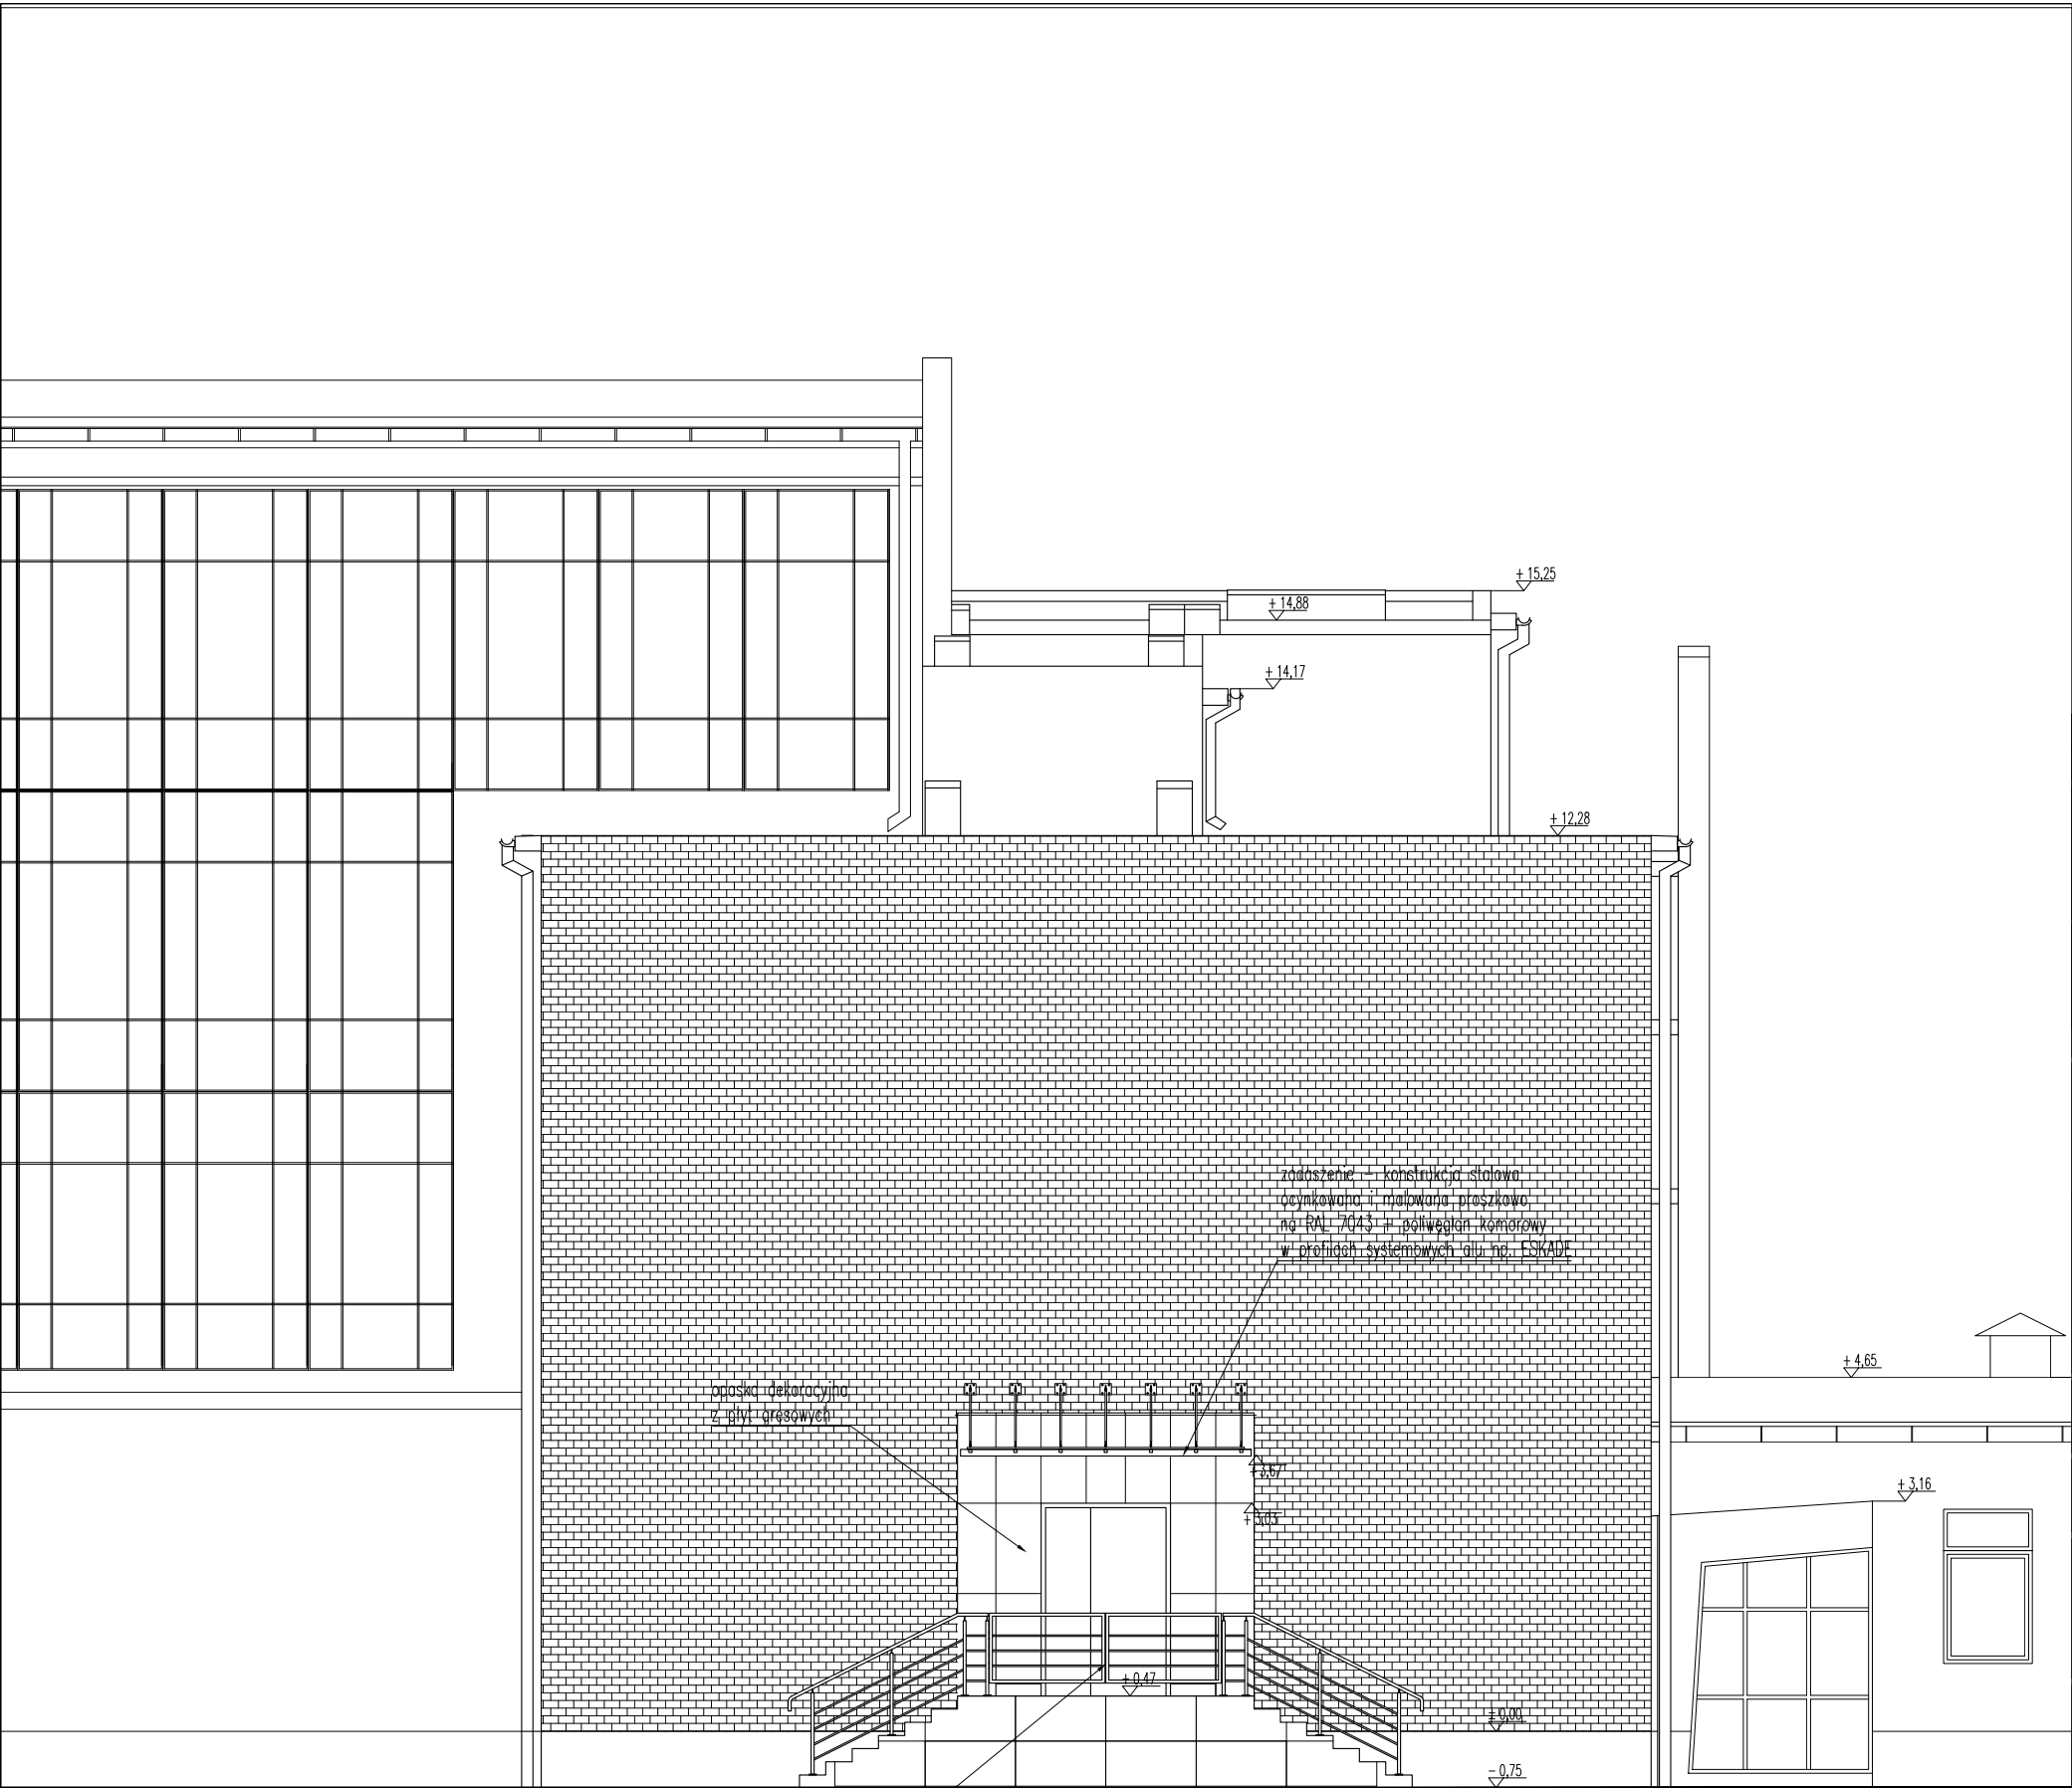 + 15,25
+ 14,88
+ 14,17
+ 12,28
zadaszenie – konstrukcja stalowa
ocynkowana i malowana proszkowo
na RAL 7043 + poliwęglan komorowy
w profilach systemowych alu np. ESKADE
+ 4,65
opaska dekoracyjna
z płyt gresowych
+ 3,67
+ 3,16
+ 3,03
+ 0,47
± 0,00
- 0,75